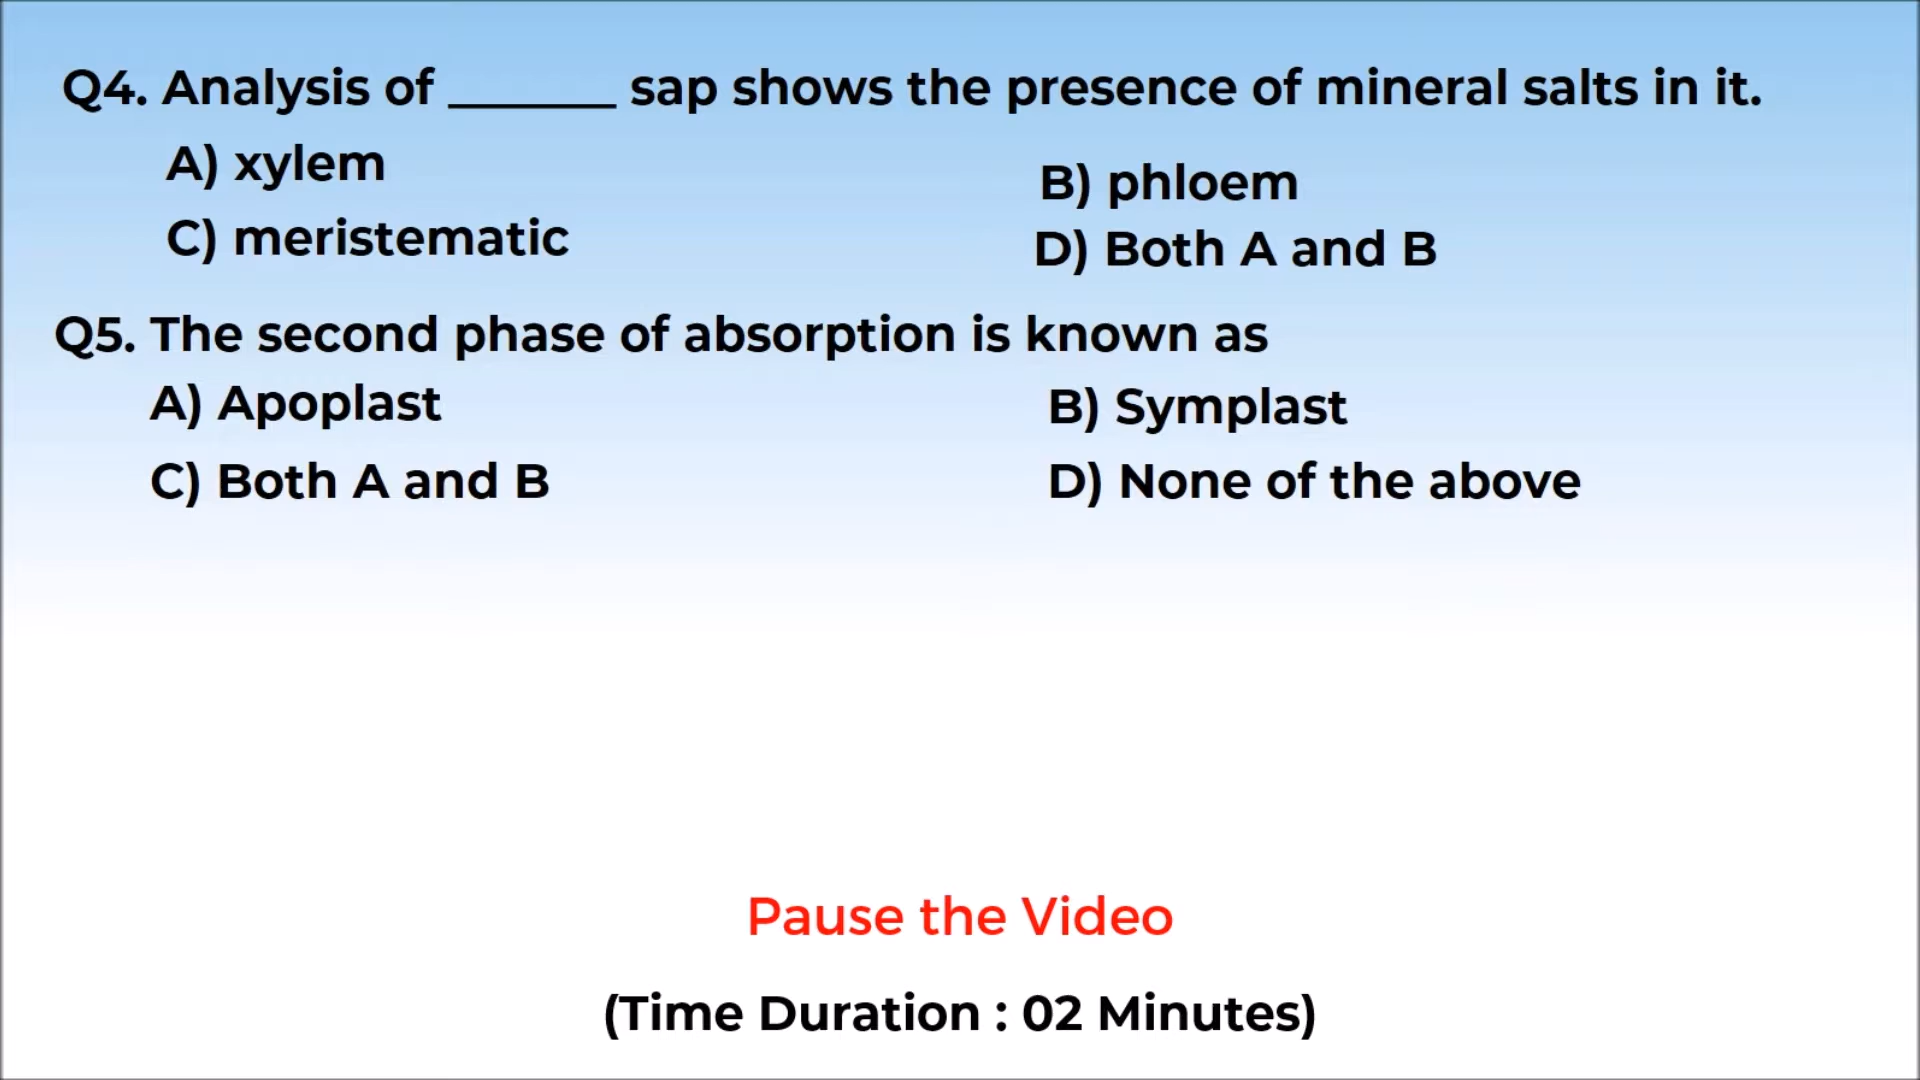 Q4. Analysis of _______ sap shows the presence of mineral salts in it.
A) xylem
B) phloem
C) meristematic
D) Both A and B
Q5. The second phase of absorption is known as
A) Apoplast
B) Symplast
C) Both A and B
D) None of the above
Pause the Video
(Time Duration : 02 Minutes)